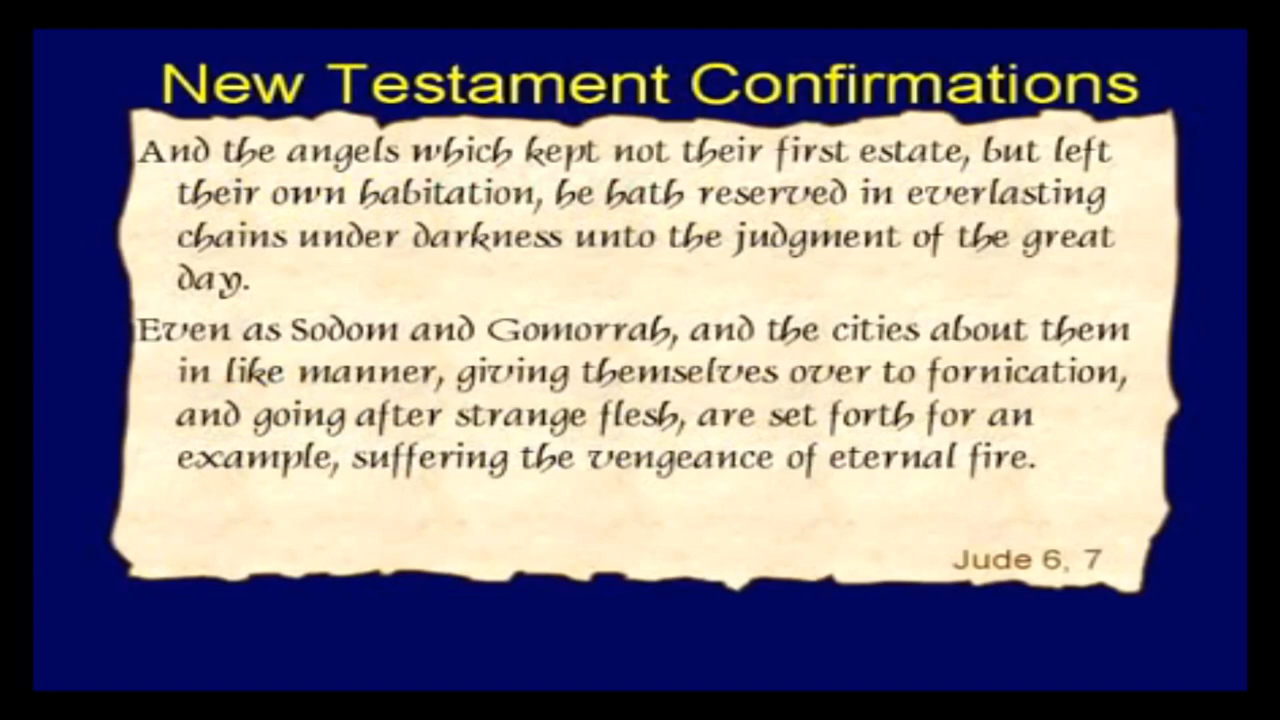 New Testament Confirmations
And the angels which kept not their first estate, but left
their own habitation, he hath reserved in everlasting
chains under darkness unto the judgment of the great
day.
Even as Sodom and Gomorrah, and the cities about them
in like manner, giving themselves over to fornication,
and going after strange flesh, are set forth for an
example, suffering the vengeance of eternal fire.
Jude 6, 7